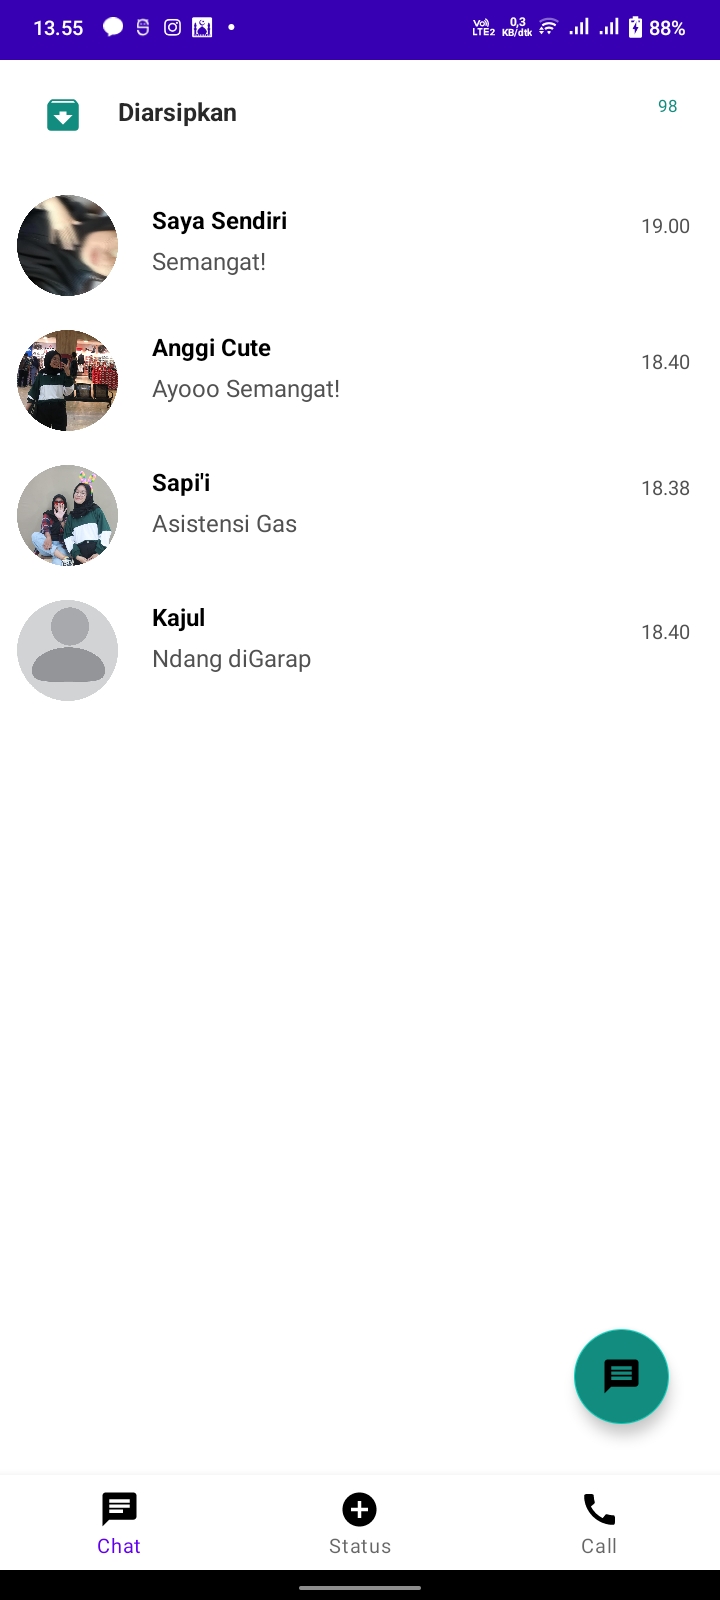 13.55
Vo) LTE2 0,3 KB/dtk 88%
Diarsipkan 98
Saya Sendiri 19.00
Semangat!
Anggi Cute 18.40
Ayooo Semangat!
Sapi'i 18.38
Asistensi Gas
Kajul 18.40
Ndang diGarap
Chat Status Call